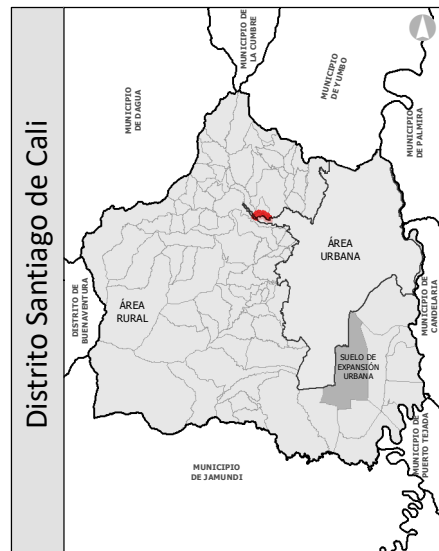 Distrito Santiago de Cali
MUNICIPIO
DE LA CUMBRE
MUNICIPIO
DE YUMBO
MUNICIPIO
DE DAGUA
MUNICIPIO
DE PALMIRA
ÁREA
URBANA
DISTRITO DE
BUENAVENTURA
ÁREA
RURAL
MUNICIPIO DE
CANDELARIA
SUELO DE
EXPANSIÓN
URBANA
MUNICIPIO DE
PUERTO TEJADA
MUNICIPIO
DE JAMUNDI